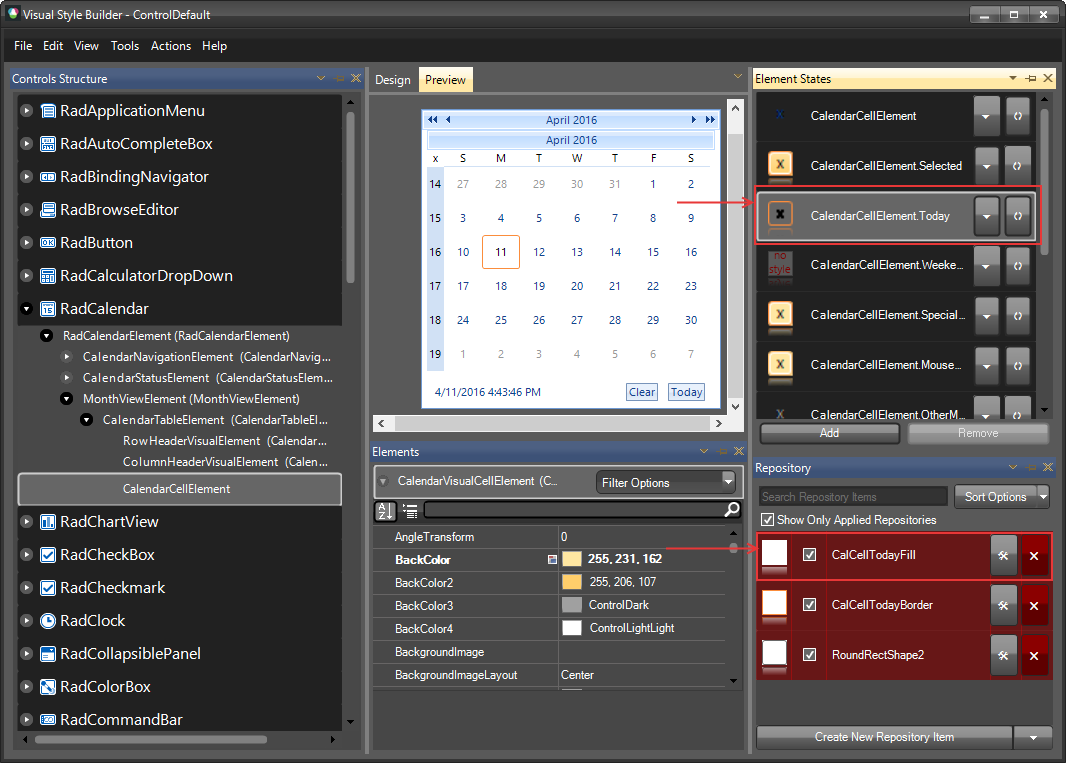 Visual Style Builder - ControlDefault
File Edit View Tools Actions Help
Controls Structure
RadApplicationMenu
RadAutoCompleteBox
RadBindingNavigator
RadBrowseEditor
RadButton
RadCalculatorDropDown
RadCalendar
RadCalendarElement (RadCalendarElement)
CalendarNavigationElement (CalendarNavig...
CalendarStatusElement (CalendarStatusElem...
MonthViewElement (MonthViewElement)
CalendarTableElement (CalendarTableEl...
RowHeaderVisualElement (Calendar...
ColumnHeaderVisualElement (Calen...
CalendarCellElement
RadChartView
RadCheckBox
RadCheckmark
RadClock
RadCollapsiblePanel
RadColorBox
RadCommandBar
Design Preview
April 2016
April 2016
x S M T W T F S
14 27 28 29 30 31 1 2
15 3 4 5 6 7 8 9
16 10 11 12 13 14 15 16
17 17 18 19 20 21 22 23
18 24 25 26 27 28 29 30
19 1 2 3 4 5 6 7
4/11/2016 4:43:46 PM Clear Today
Elements
CalendarVisualCellElement (C... Filter Options
AngleTransform 0
BackColor 255, 231, 162
BackColor2 255, 206, 107
BackColor3 ControlDark
BackColor4 ControlLightLight
BackgroundImage
BackgroundImageLayout Center
Element States
X CalendarCellElement
X CalendarCellElement.Selected
X CalendarCellElement.Today
no style CalendarCellElement.Weeke...
X CalendarCellElement.Special...
X CalendarCellElement.Mouse...
X CalendarCellElement.OtherM...
Add Remove
Repository
Search Repository Items Sort Options
Show Only Applied Repositories
CalCellTodayFill
CalCellTodayBorder
RoundRectShape2
Create New Repository Item